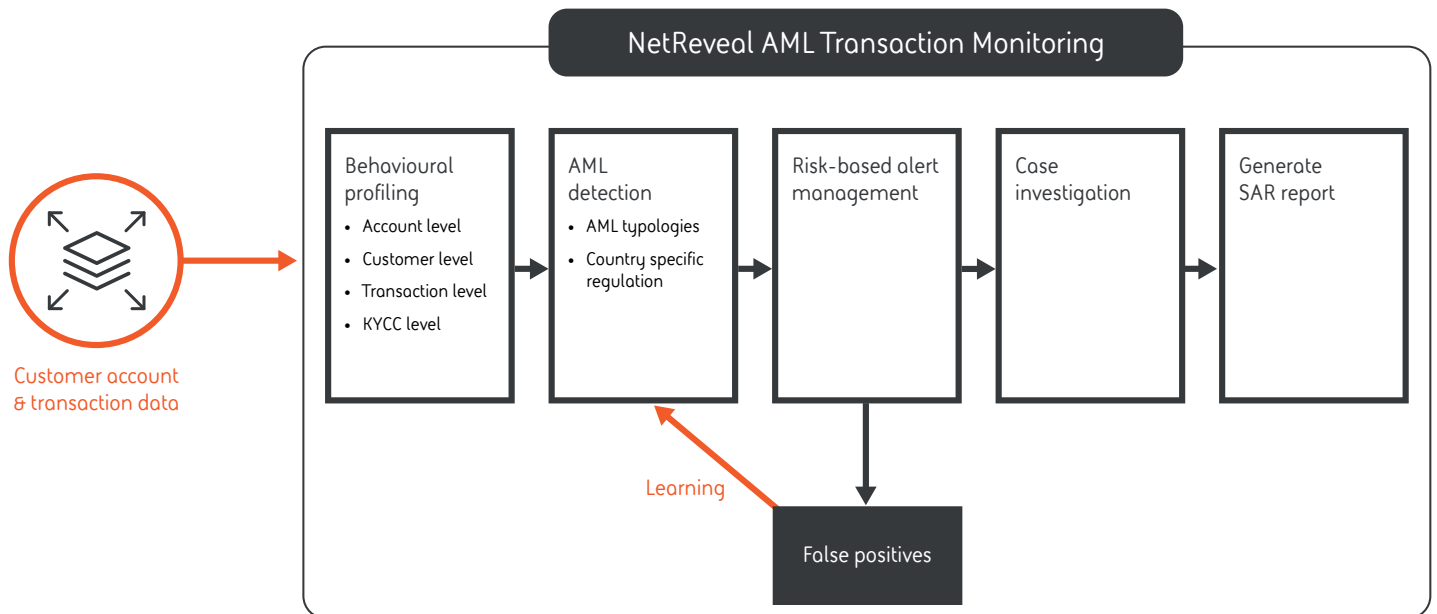 NetReveal AML Transaction Monitoring
Customer account
& transaction data
Behavioural
profiling
• Account level
• Customer level
• Transaction level
• KYCC level
AML
detection
• AML typologies
• Country specific
regulation
Risk-based alert
management
Case
investigation
Generate
SAR report
Learning
False positives